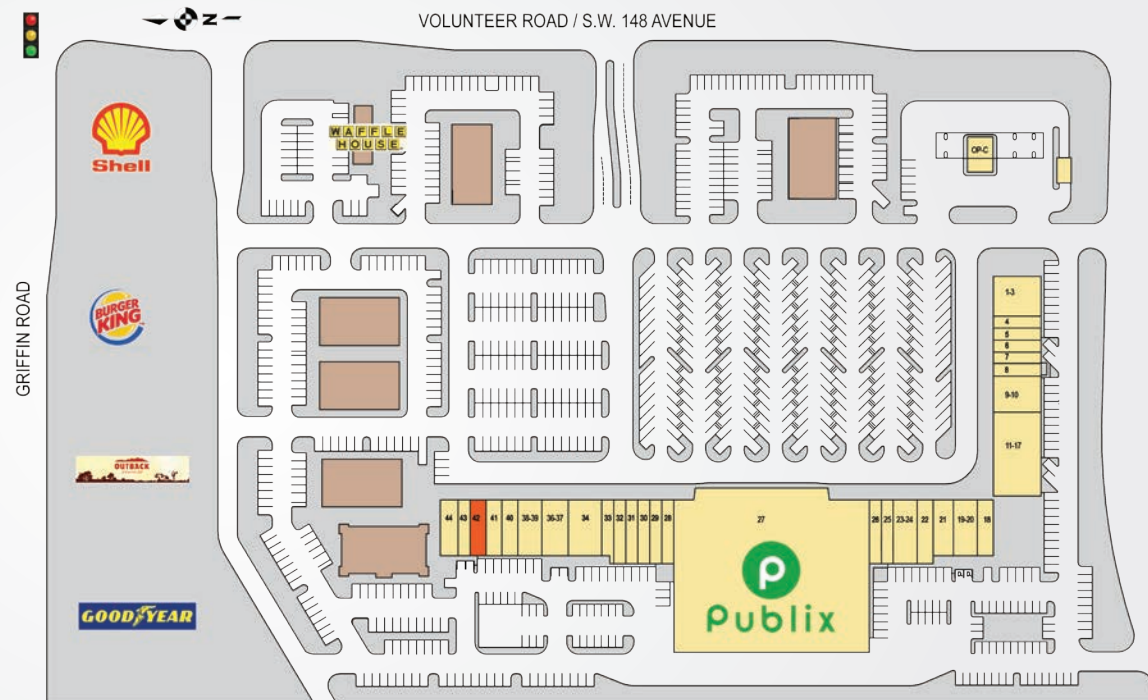 VOLUNTEER ROAD / S.W. 148 AVENUE
Z
Shell
WAFFLE
HOUSE
OP-C
GRIFFIN ROAD
BURGER
KING
OUTBACK
GOODYEAR
1-3
4
5
6
7
8
9-10
11-17
44 43 42 41 40 38-39 36-37 34 33 32 31 30 29 28 27 26 25 23-24 22 21 19-20 18
Publix